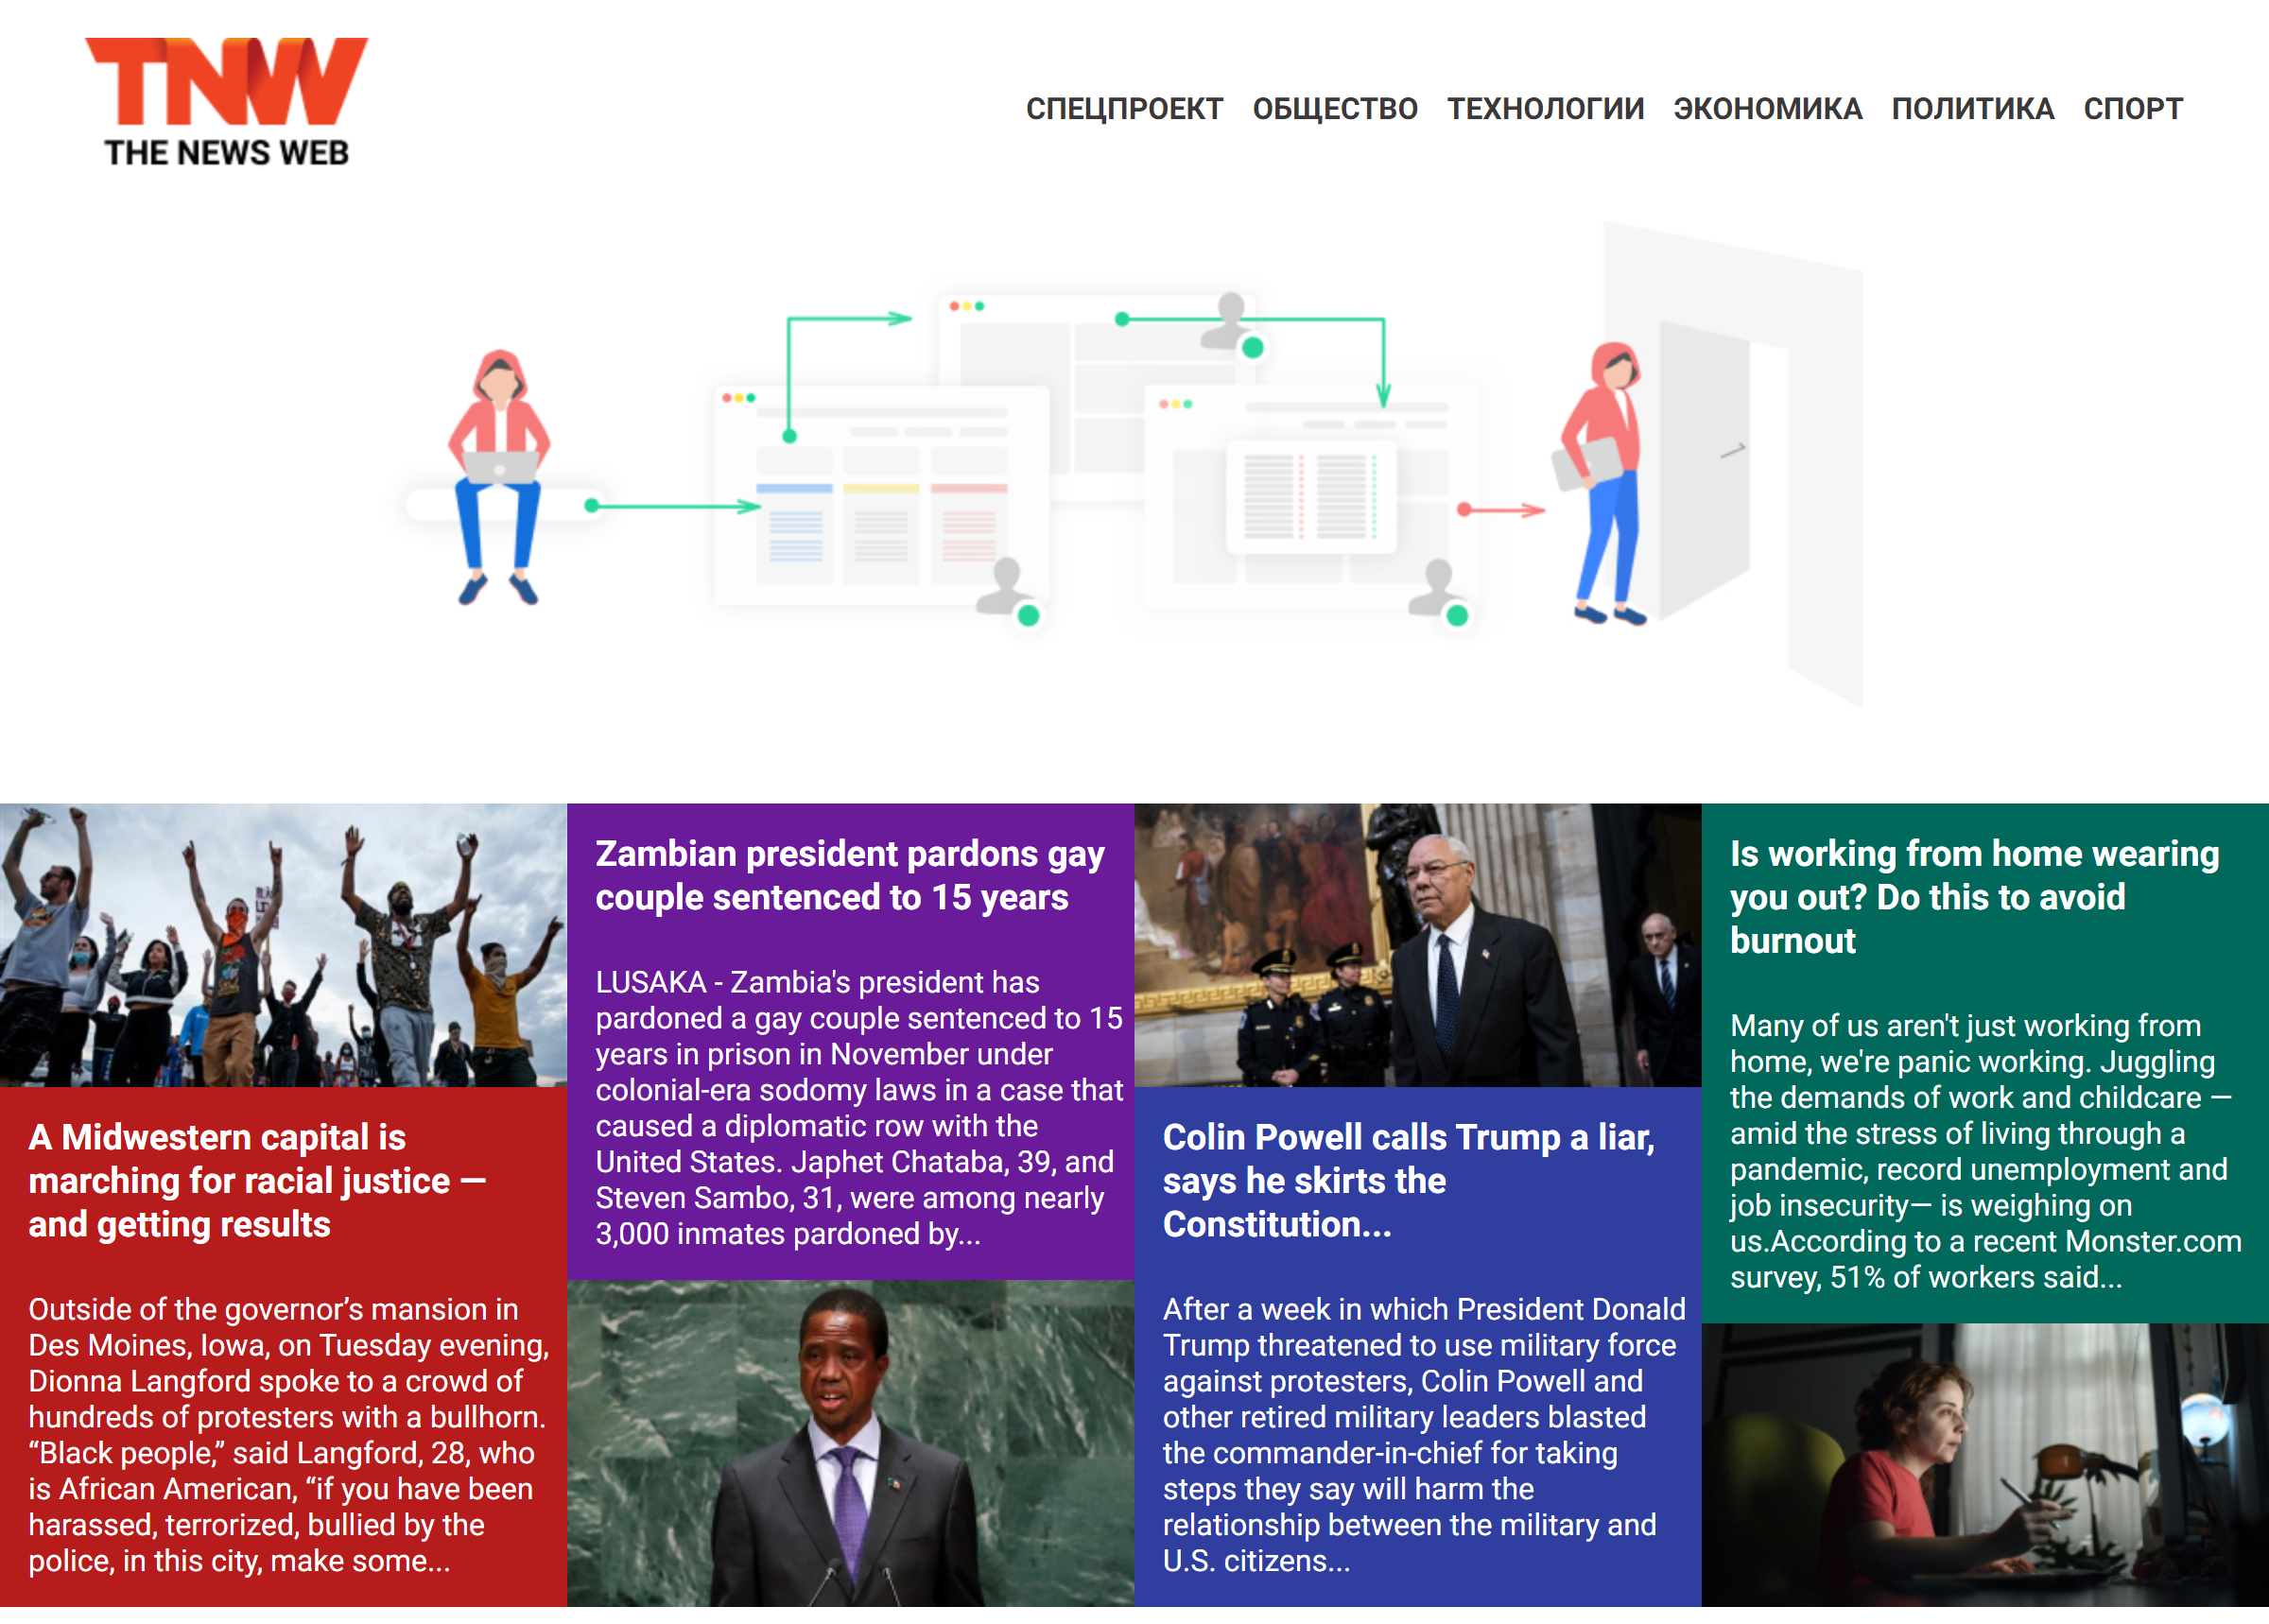 TNW
THE NEWS WEB
СПЕЦПРОЕКТ ОБЩЕСТВО ТЕХНОЛОГИИ ЭКОНОМИКА ПОЛИТИКА СПОРТ
A Midwestern capital is
marching for racial justice —
and getting results
Outside of the governor’s mansion in
Des Moines, Iowa, on Tuesday evening,
Dionna Langford spoke to a crowd of
hundreds of protesters with a bullhorn.
“Black people,” said Langford, 28, who
is African American, “if you have been
harassed, terrorized, bullied by the
police, in this city, make some...
Zambian president pardons gay
couple sentenced to 15 years
LUSAKA - Zambia's president has
pardoned a gay couple sentenced to 15
years in prison in November under
colonial-era sodomy laws in a case that
caused a diplomatic row with the
United States. Japhet Chataba, 39, and
Steven Sambo, 31, were among nearly
3,000 inmates pardoned by...
Colin Powell calls Trump a liar,
says he skirts the
Constitution...
After a week in which President Donald
Trump threatened to use military force
against protesters, Colin Powell and
other retired military leaders blasted
the commander-in-chief for taking
steps they say will harm the
relationship between the military and
U.S. citizens...
Is working from home wearing
you out? Do this to avoid
burnout
Many of us aren't just working from
home, we're panic working. Juggling
the demands of work and childcare —
amid the stress of living through a
pandemic, record unemployment and
job insecurity— is weighing on
us.According to a recent Monster.com
survey, 51% of workers said...